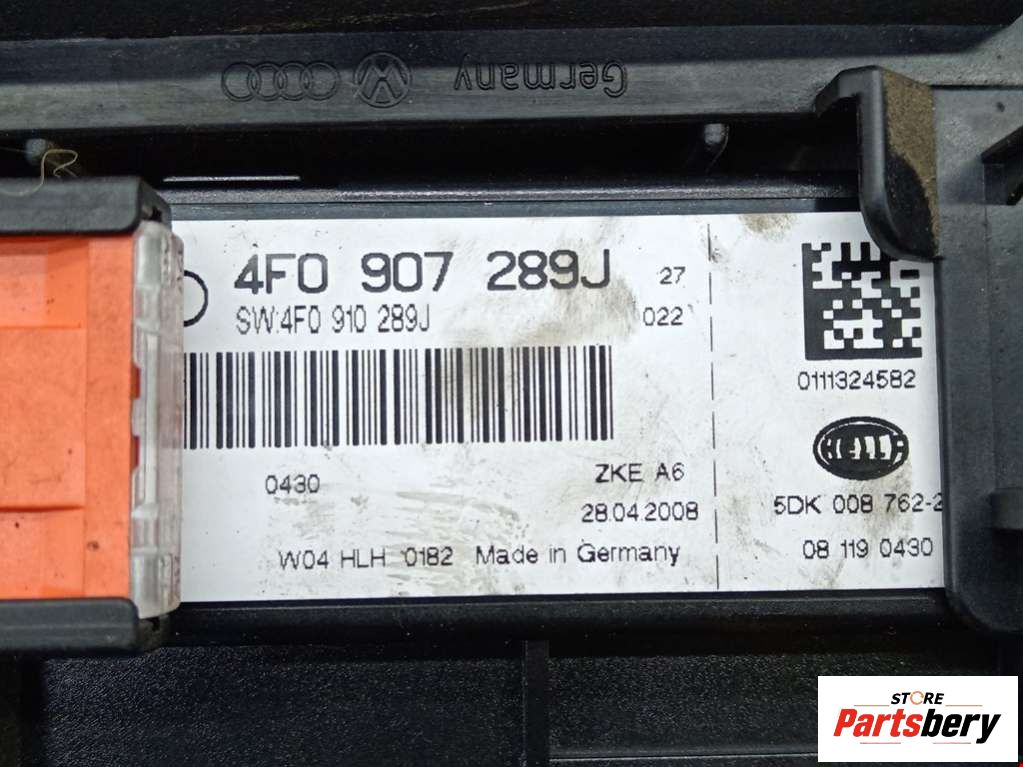 Germany
4F0 907 289J 27
SW:4F0 910 289J 022
0430
ZKE A6
28.04.2008
W04 HLH 0182 Made in Germany
0111324582
HELLA
5DK 008 762-2
08 119 0430
STORE
Partsbery